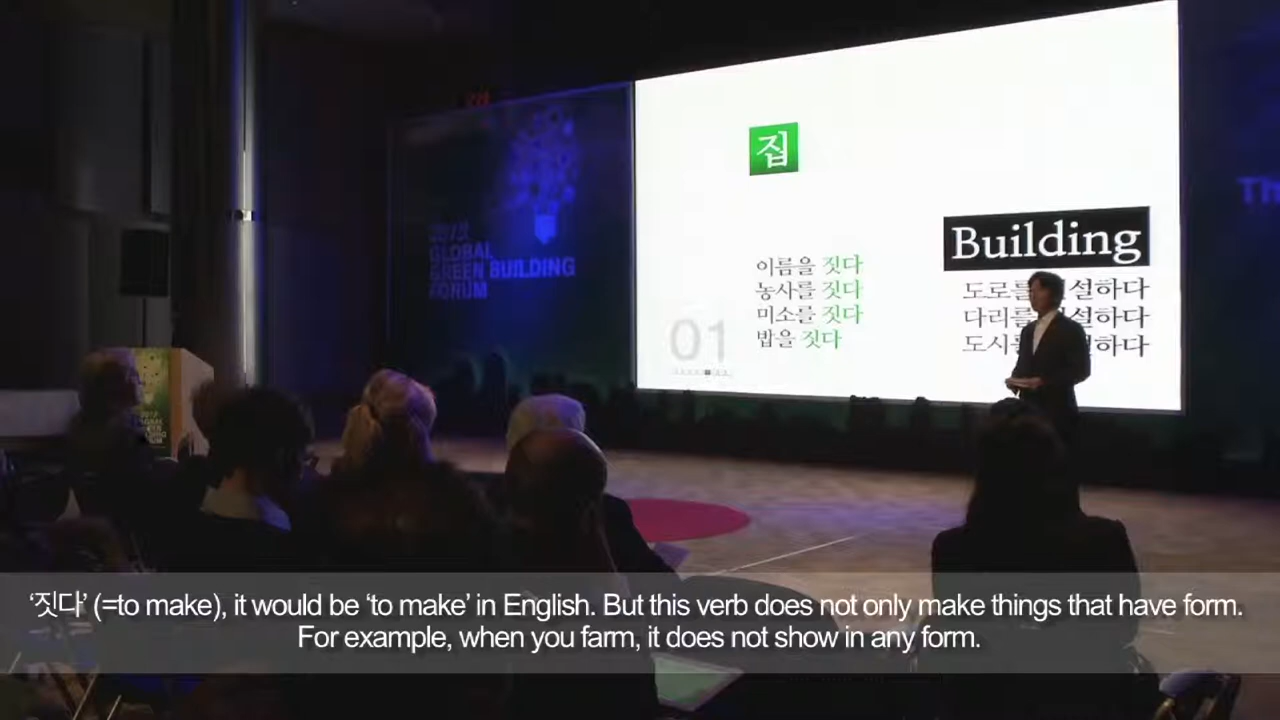 집
Building
이름을 짓다
농사를 짓다
미소를 짓다
밥을 짓다
도로를 설하다
다리를 설하다
도시 하다
01
GLOBAL
GREEN BUILDING
FORUM
Th
‘짓다’ (=to make), it would be ‘to make’ in English. But this verb does not only make things that have form.
For example, when you farm, it does not show in any form.